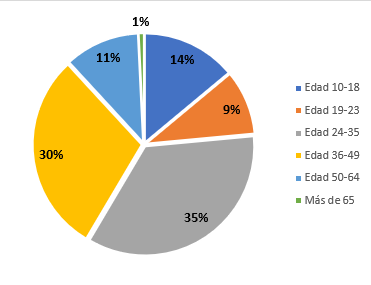 1%
14%
11%
9%
30%
35%
Edad 10-18
Edad 19-23
Edad 24-35
Edad 36-49
Edad 50-64
Más de 65